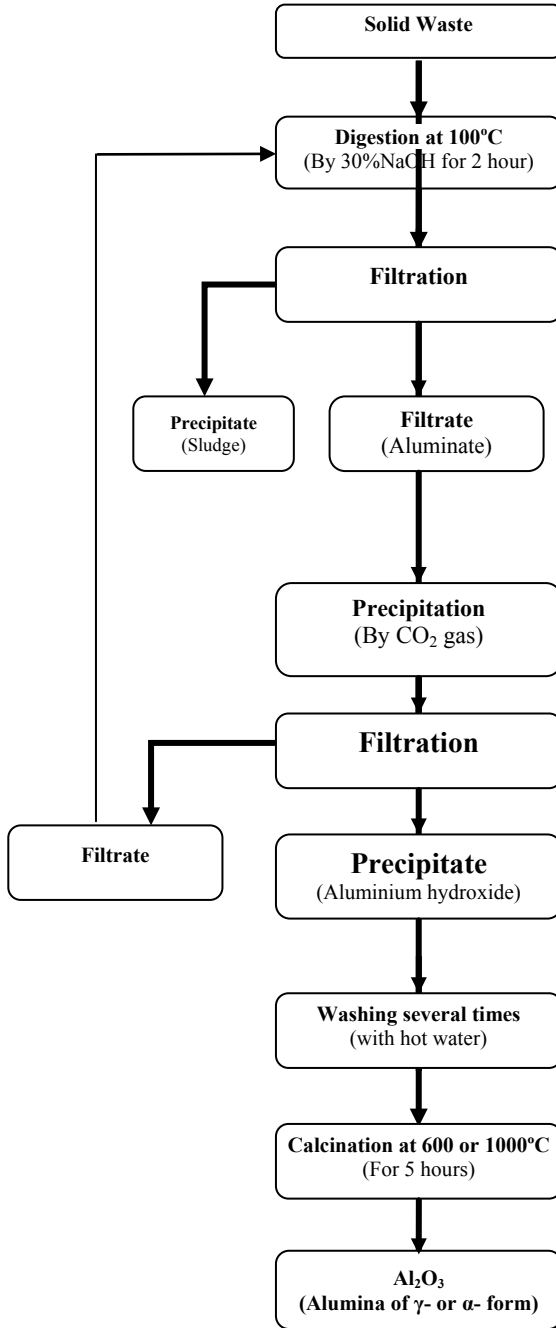 Solid Waste
Digestion at 100ºC
(By 30%NaOH for 2 hour)
Filtration
Precipitate
(Sludge)
Filtrate
(Aluminate)
Precipitation
(By CO₂ gas)
Filtration
Filtrate
Precipitate
(Aluminium hydroxide)
Washing several times
(with hot water)
Calcination at 600 or 1000ºC
(For 5 hours)
Al₂O₃
(Alumina of γ- or α- form)